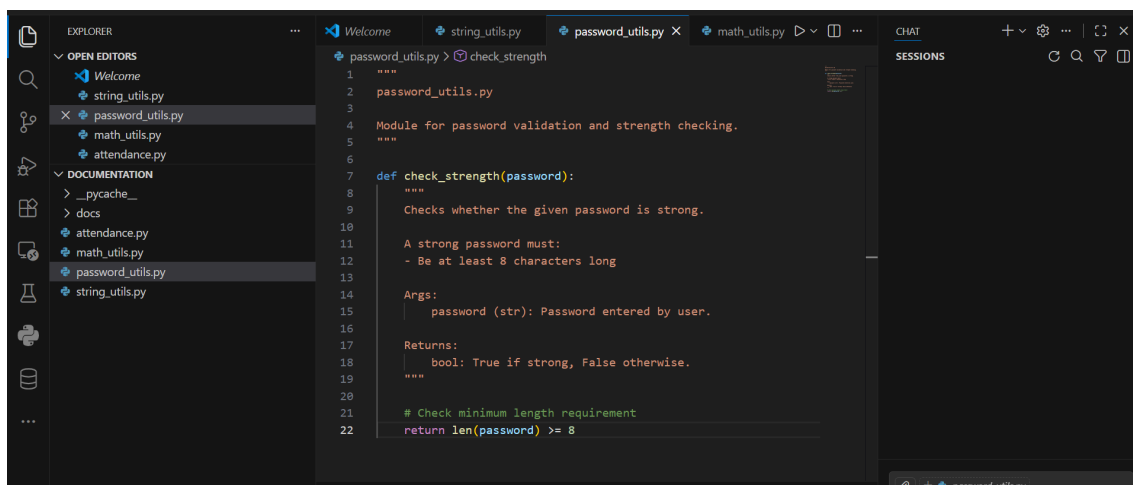 EXPLORER
OPEN EDITORS
Welcome
string_utils.py
password_utils.py
math_utils.py
attendance.py
DOCUMENTATION
__pycache__
docs
attendance.py
math_utils.py
password_utils.py
string_utils.py
Welcome string_utils.py password_utils.py math_utils.py
password_utils.py > check_strength
1 """
2 password_utils.py
3
4 Module for password validation and strength checking.
5 """
6
7 def check_strength(password):
8 """
9 Checks whether the given password is strong.
10
11 A strong password must:
12 - Be at least 8 characters long
13
14 Args:
15 password (str): Password entered by user.
16
17 Returns:
18 bool: True if strong, False otherwise.
19 """
20
21 # Check minimum length requirement
22 return len(password) >= 8
CHAT
SESSIONS